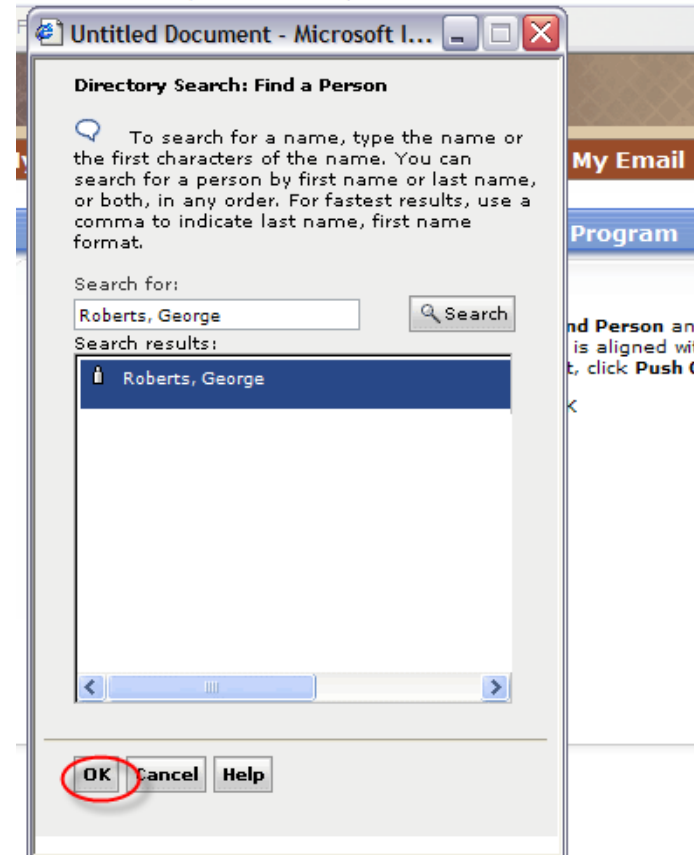 Untitled Document - Microsoft I...
Directory Search: Find a Person
To search for a name, type the name or
the first characters of the name. You can
search for a person by first name or last name,
or both, in any order. For fastest results, use a
comma to indicate last name, first name
format.
Search for:
Roberts, George
Search
Search results:
Roberts, George
OK
Cancel
Help
My Email
Program
nd Person an
is aligned wit
t, click Push